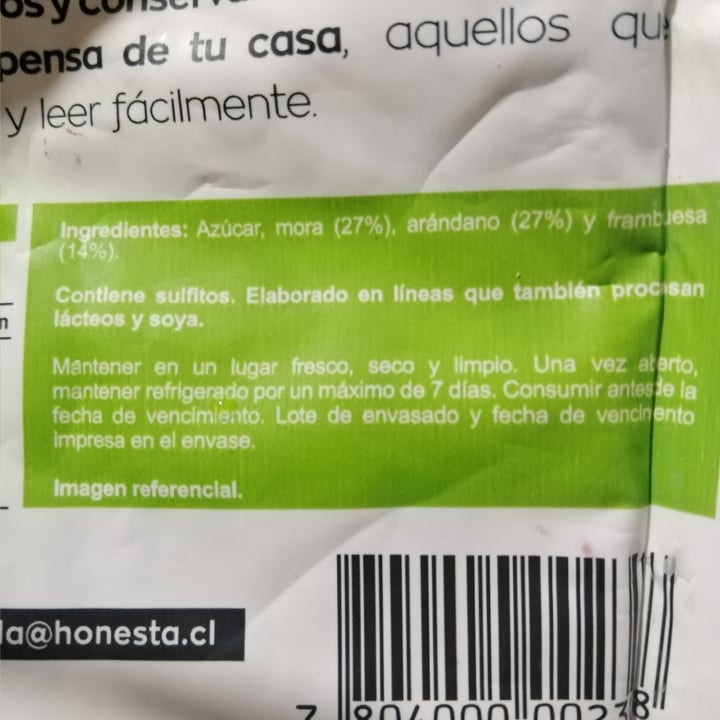 os y
pensa de tu casa, aquellos
y leer fácilmente.
Ingredientes: Azúcar, mora (27%), arándano (27%) y frambuesa
(14%).
Contiene sulfitos. Elaborado en líneas que también procesan
lácteos y soya.
Mantener en un lugar fresco, seco y limpio. Una vez abierto,
mantener refrigerado por un máximo de 7 días. Consumir antes de la
fecha de vencimiento. Lote de envasado y fecha de vencimiento
impresa en el envase.
Imagen referencial.
la@honesta.cl